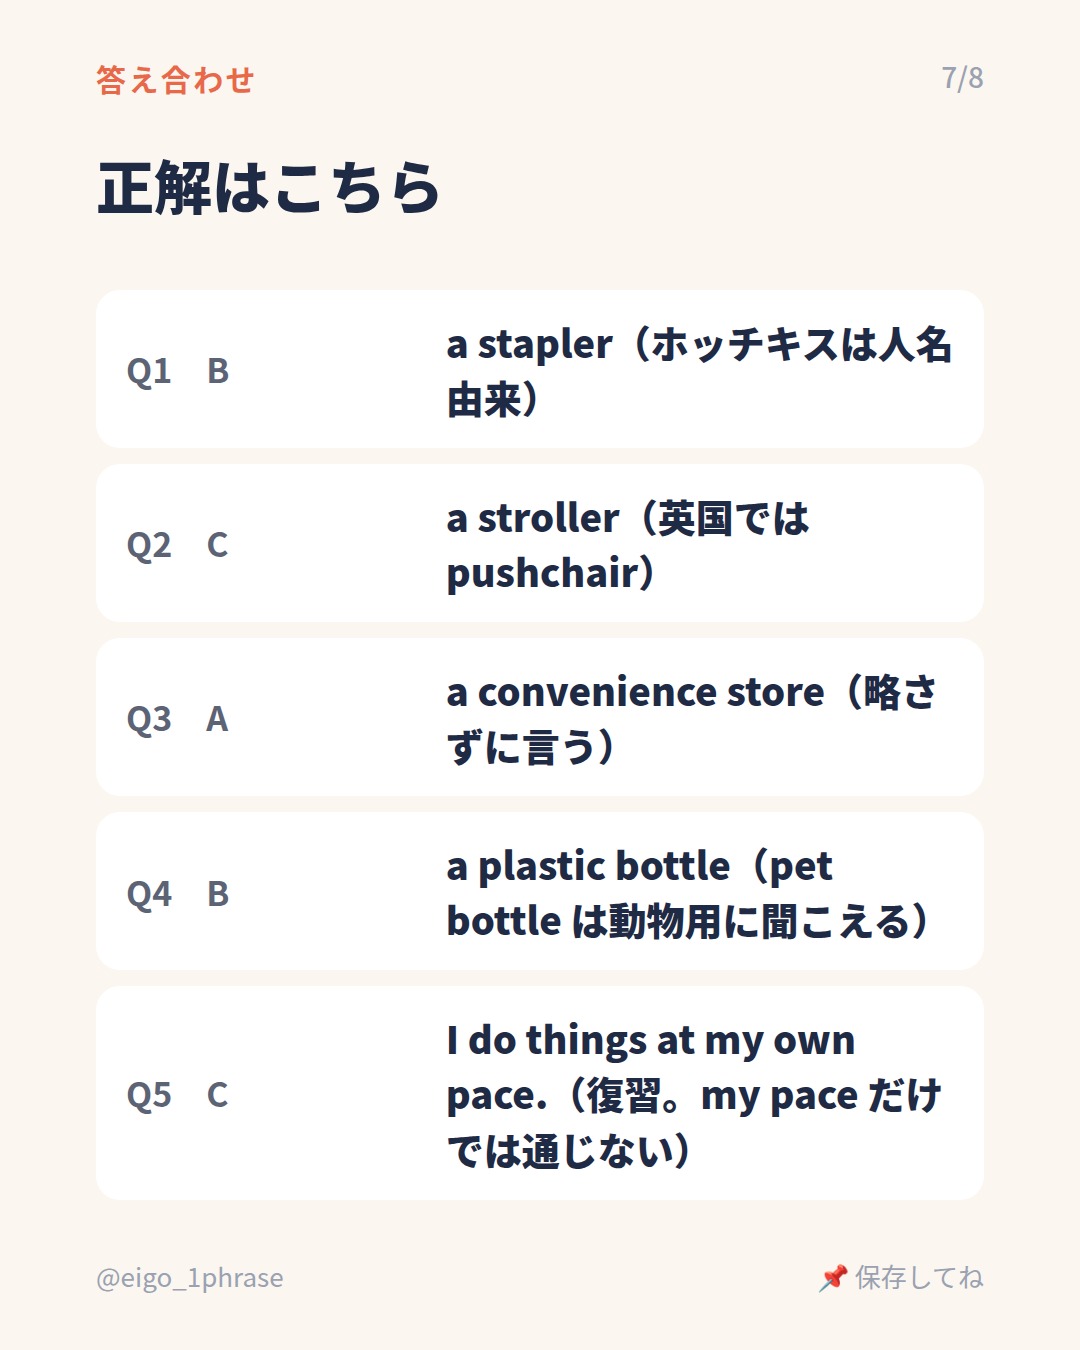 答え合わせ
7/8
正解はこちら
Q1 B
a stapler（ホッチキスは人名
由来）
Q2 C
a stroller（英国では
pushchair）
Q3 A
a convenience store（略さ
ずに言う）
Q4 B
a plastic bottle（pet
bottle は動物用に聞こえる）
Q5 C
I do things at my own
pace.（復習。my pace だけ
では通じない）
@eigo_1phrase
📌 保存してね